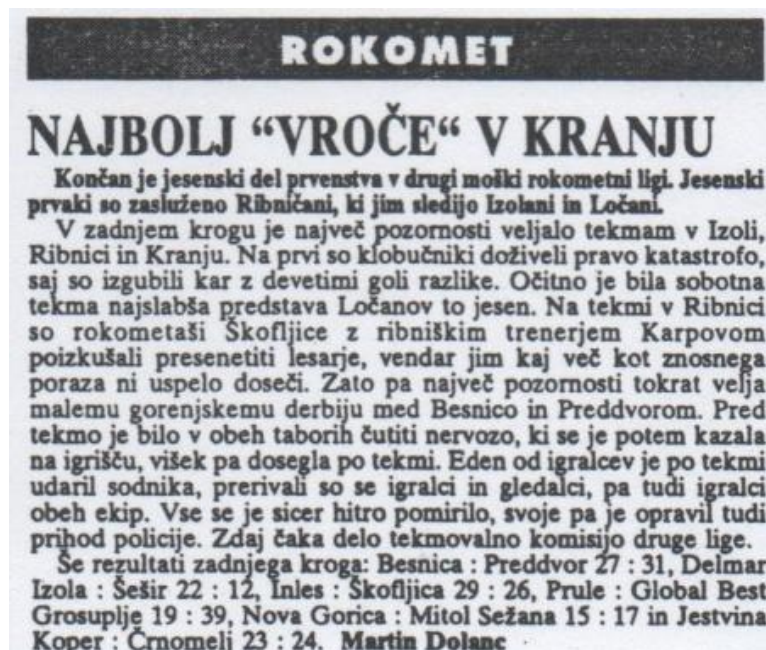 ROKOMET
NAJBOLJ “VROČE“ V KRANJU
Končan je jesenski del prvenstva v drugi moški rokometni ligi. Jesenski
prvaki so zasluženo Ribničani, ki jim sledijo Izolani in Ločani.
V zadnjem krogu je največ pozornosti veljalo tekmam v Izoli,
Ribnici in Kranju. Na prvi so klobučniki doživeli pravo katastrofo,
saj so izgubili kar z devetimi goli razlike. Očitno je bila sobotna
tekma najslabša predstava Ločanov to jesen. Na tekmi v Ribnici
so rokometaši Škofljice z ribniškim trenerjem Karpovom
poizkušali presenetiti lesarje, vendar jim kaj več kot znosnega
poraza ni uspelo doseči. Zato pa največ pozornosti tokrat velja
malemu gorenjskemu derbiju med Besnico in Preddvorom. Pred
tekmo je bilo v obeh taborih čutiti nervozo, ki se je potem kazala
na igrišču, višek pa dosegla po tekmi. Eden od igralcev je po tekmi
udaril sodnika, prerivali so se igralci in gledalci, pa tudi igralci
obeh ekip. Vse se je sicer hitro pomirilo, svoje pa je opravil tudi
prihod policije. Zdaj čaka delo tekmovalno komisijo druge lige.
Še rezultati zadnjega kroga: Besnica : Preddvor 27 : 31, Delmar
Izola : Šešir 22 : 12, Inles : Škofljica 29 : 26, Prule : Global Best
Grosuplje 19 : 39, Nova Gorica : Mitol Sežana 15 : 17 in Jestvina
Koper : Črnomelj 23 : 24. Martin Dolanc